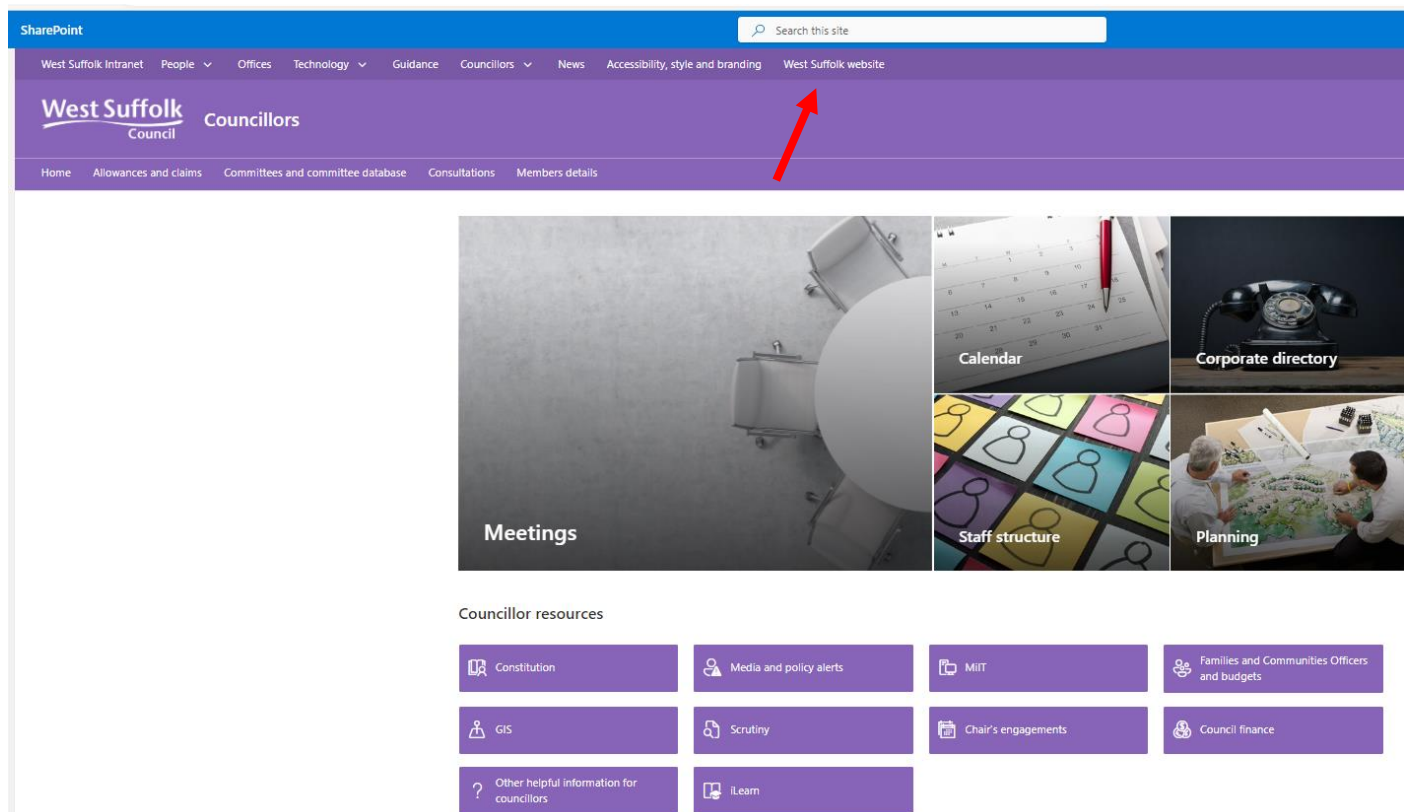 SharePoint
Search this site
West Suffolk Intranet People Offices Technology Guidance Councillors News Accessibility, style and branding West Suffolk website
West Suffolk
Council
Councillors
Home Allowances and claims Committees and committee database Consultations Members details
Meetings
Calendar
Corporate directory
Staff structure
Planning
Councillor resources
Constitution
Media and policy alerts
MiIT
Families and Communities Officers
and budgets
GIS
Scrutiny
Chair's engagements
Council finance
Other helpful information for
councillors
iLearn